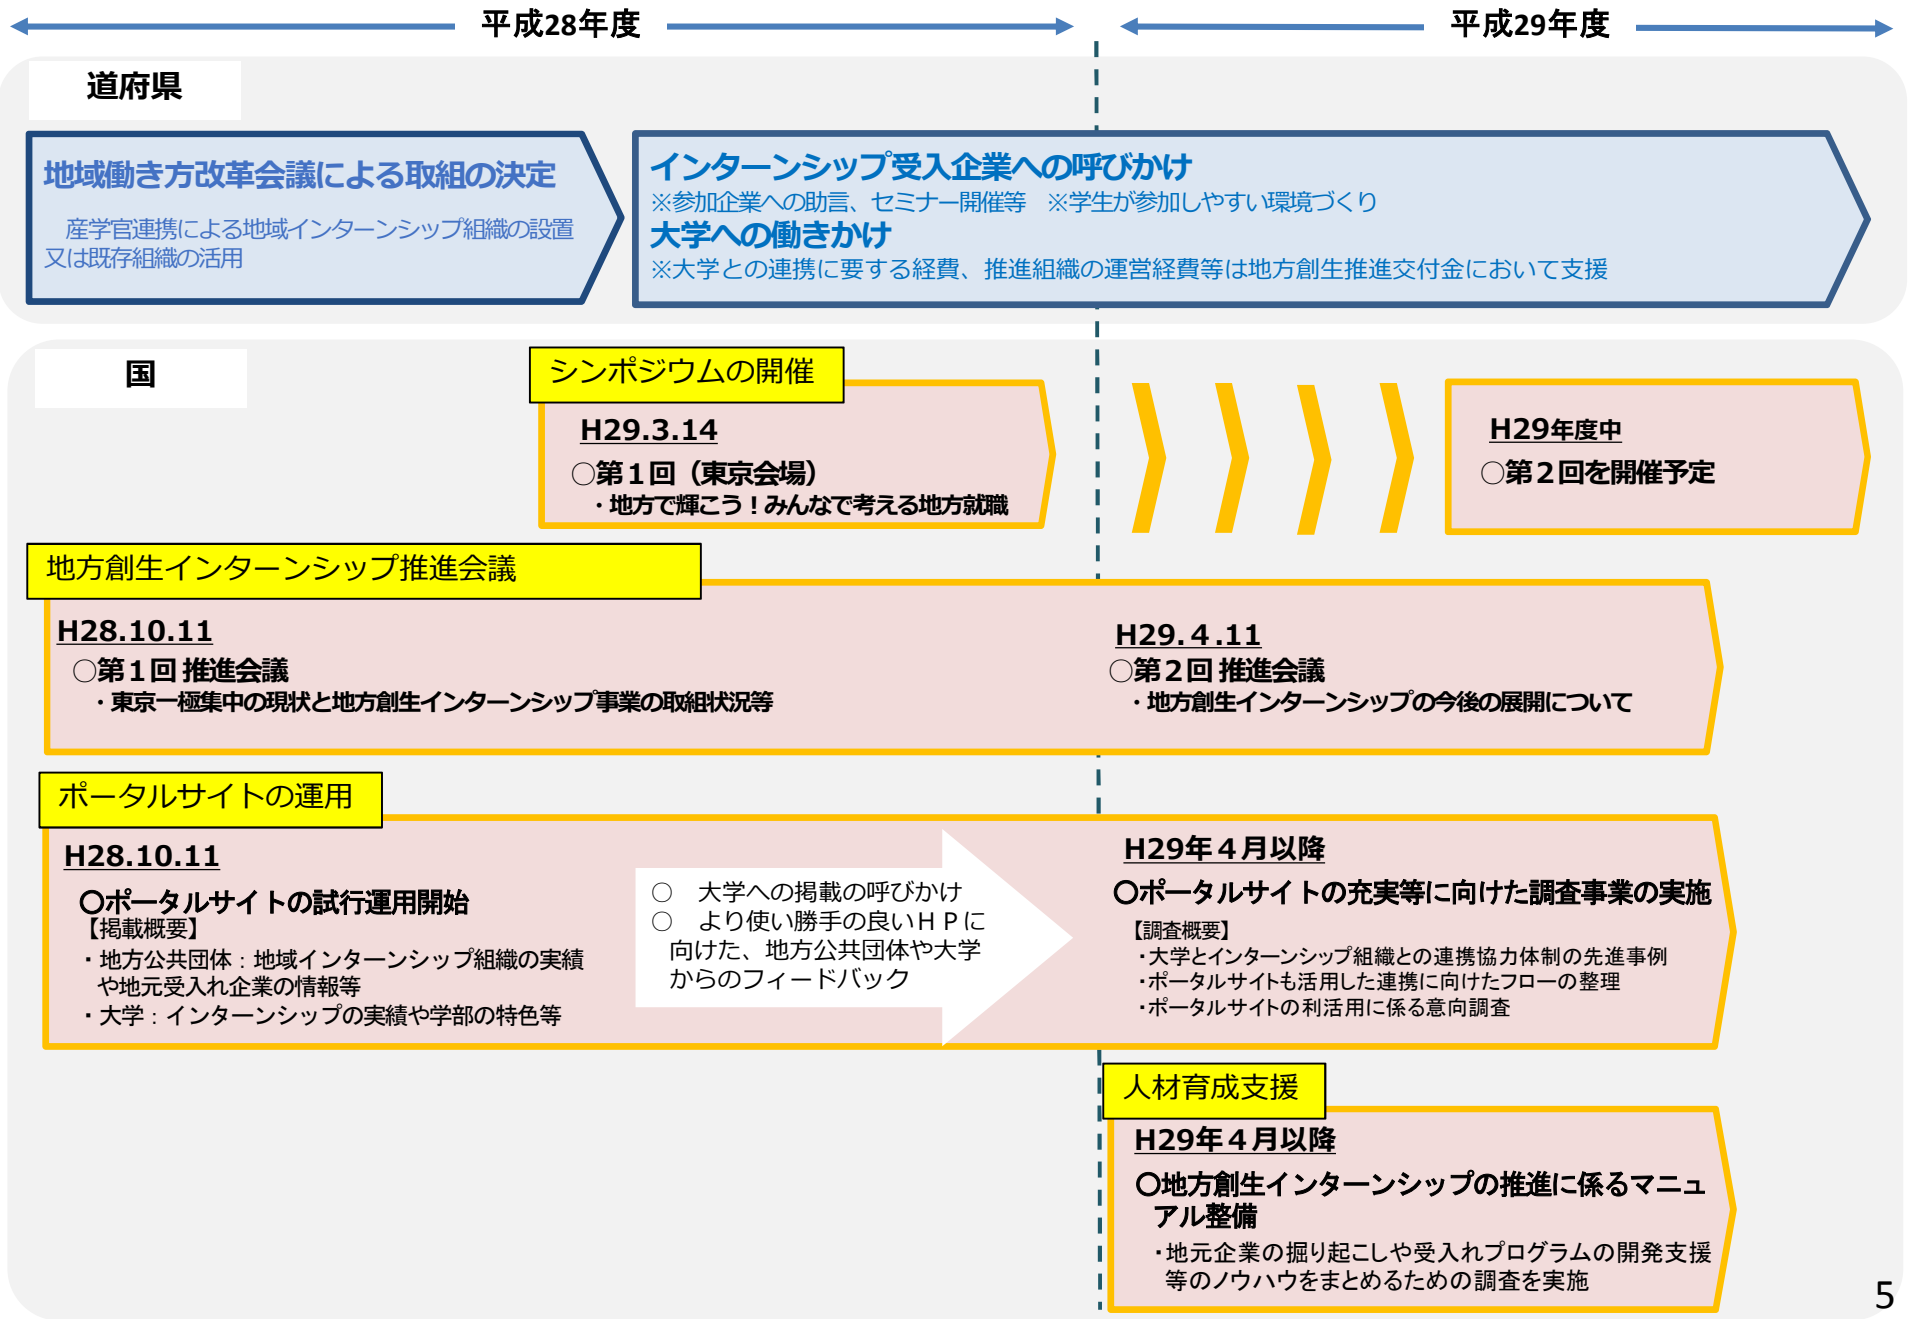 平成28年度
平成29年度
道府県
地域働き方改革会議による取組の決定
産学官連携による地域インターンシップ組織の設置
又は既存組織の活用
インターンシップ受入企業への呼びかけ
※参加企業への助言、セミナー開催等　※学生が参加しやすい環境づくり
大学への働きかけ
※大学との連携に要する経費、推進組織の運営経費等は地方創生推進交付金において支援
国
シンポジウムの開催
H29.3.14
○第１回（東京会場）
・地方で輝こう！みんなで考える地方就職
H29年度中
○第２回を開催予定
地方創生インターンシップ推進会議
H28.10.11
○第１回 推進会議
・東京一極集中の現状と地方創生インターンシップ事業の取組状況等
H29.４.11
○第２回 推進会議
・地方創生インターンシップの今後の展開について
ポータルサイトの運用
H28.10.11
○ポータルサイトの試行運用開始
【掲載概要】
・地方公共団体：地域インターンシップ組織の実績
や地元受入れ企業の情報等
・大学：インターンシップの実績や学部の特色等
○　大学への掲載の呼びかけ
○　より使い勝手の良いＨＰに
向けた、地方公共団体や大学
からのフィードバック
H29年４月以降
○ポータルサイトの充実等に向けた調査事業の実施
【調査概要】
・大学とインターンシップ組織との連携協力体制の先進事例
・ポータルサイトも活用した連携に向けたフローの整理
・ポータルサイトの利活用に係る意向調査
人材育成支援
H29年４月以降
○地方創生インターンシップの推進に係るマニュ
アル整備
・地元企業の掘り起こしや受入れプログラムの開発支援
等のノウハウをまとめるための調査を実施
5